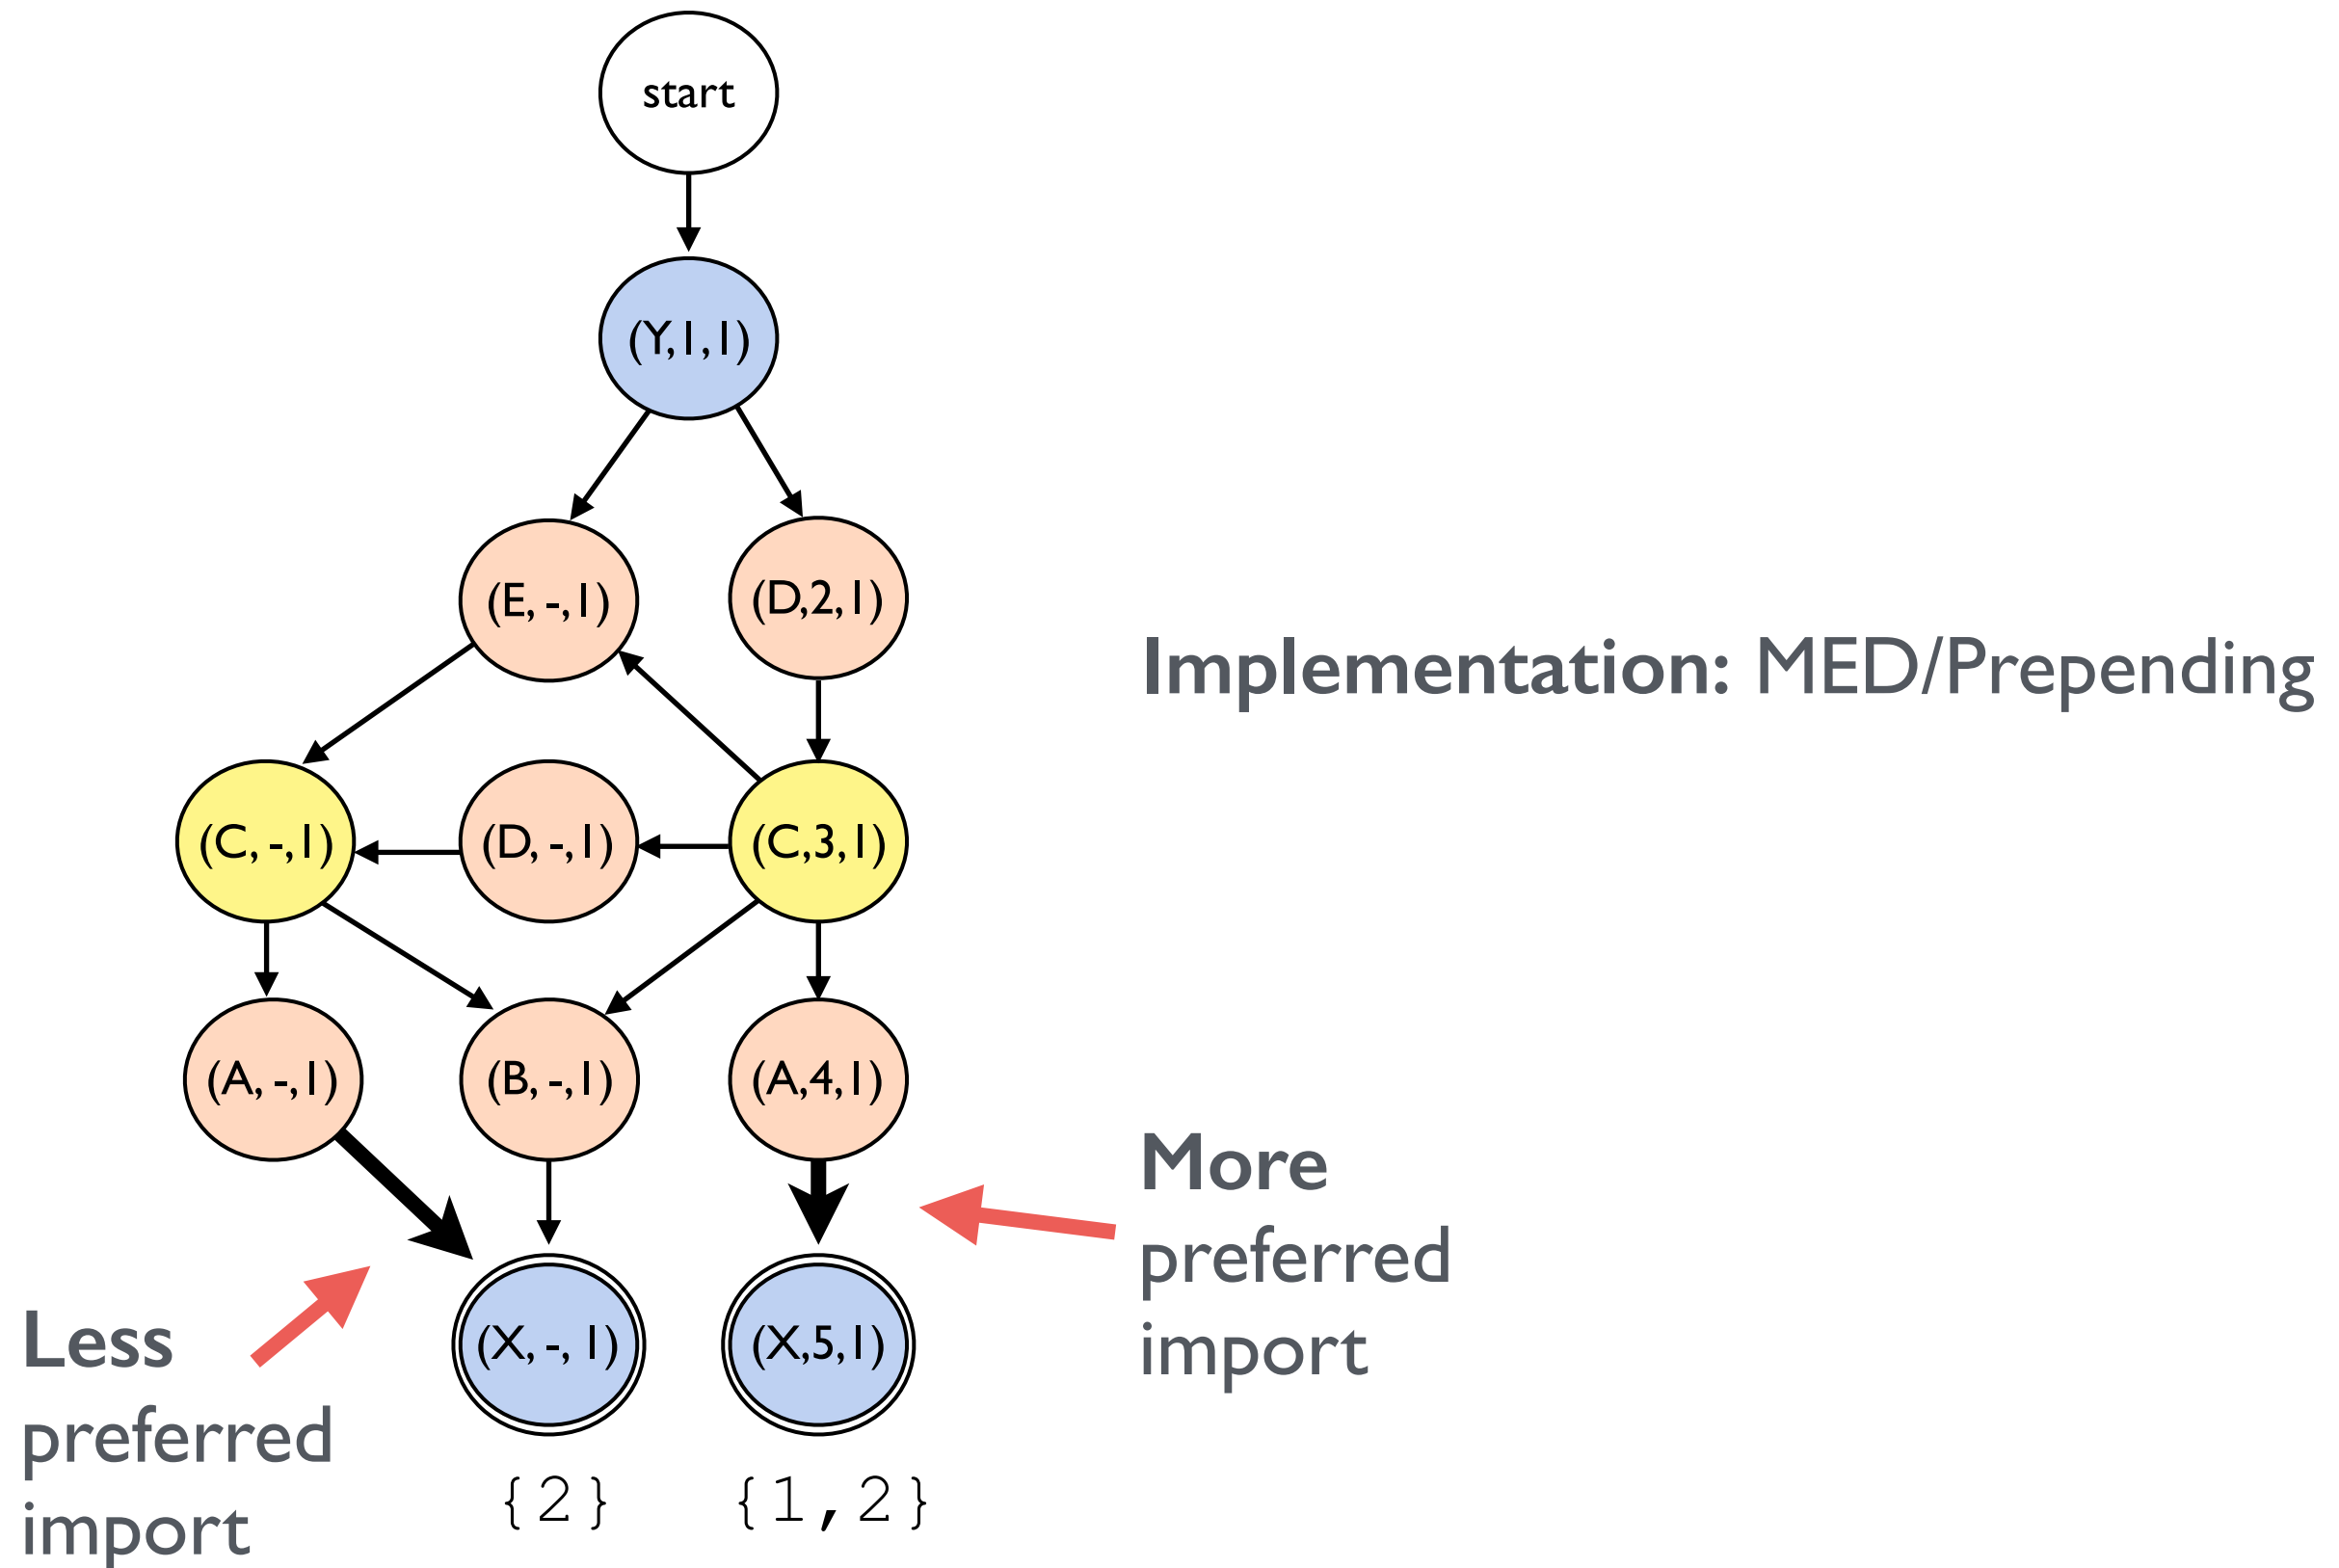 start
(Y,1,1)
(E,-,1)
(D,2,1)
Implementation: MED/Prepending
(C,-,1)
(D,-,1)
(C,3,1)
(A,-,1)
(B,-,1)
(A,4,1)
More
preferred
import
Less
preferred
import
(X,-, 1)
(X,5,1)
{2}
{1,2}